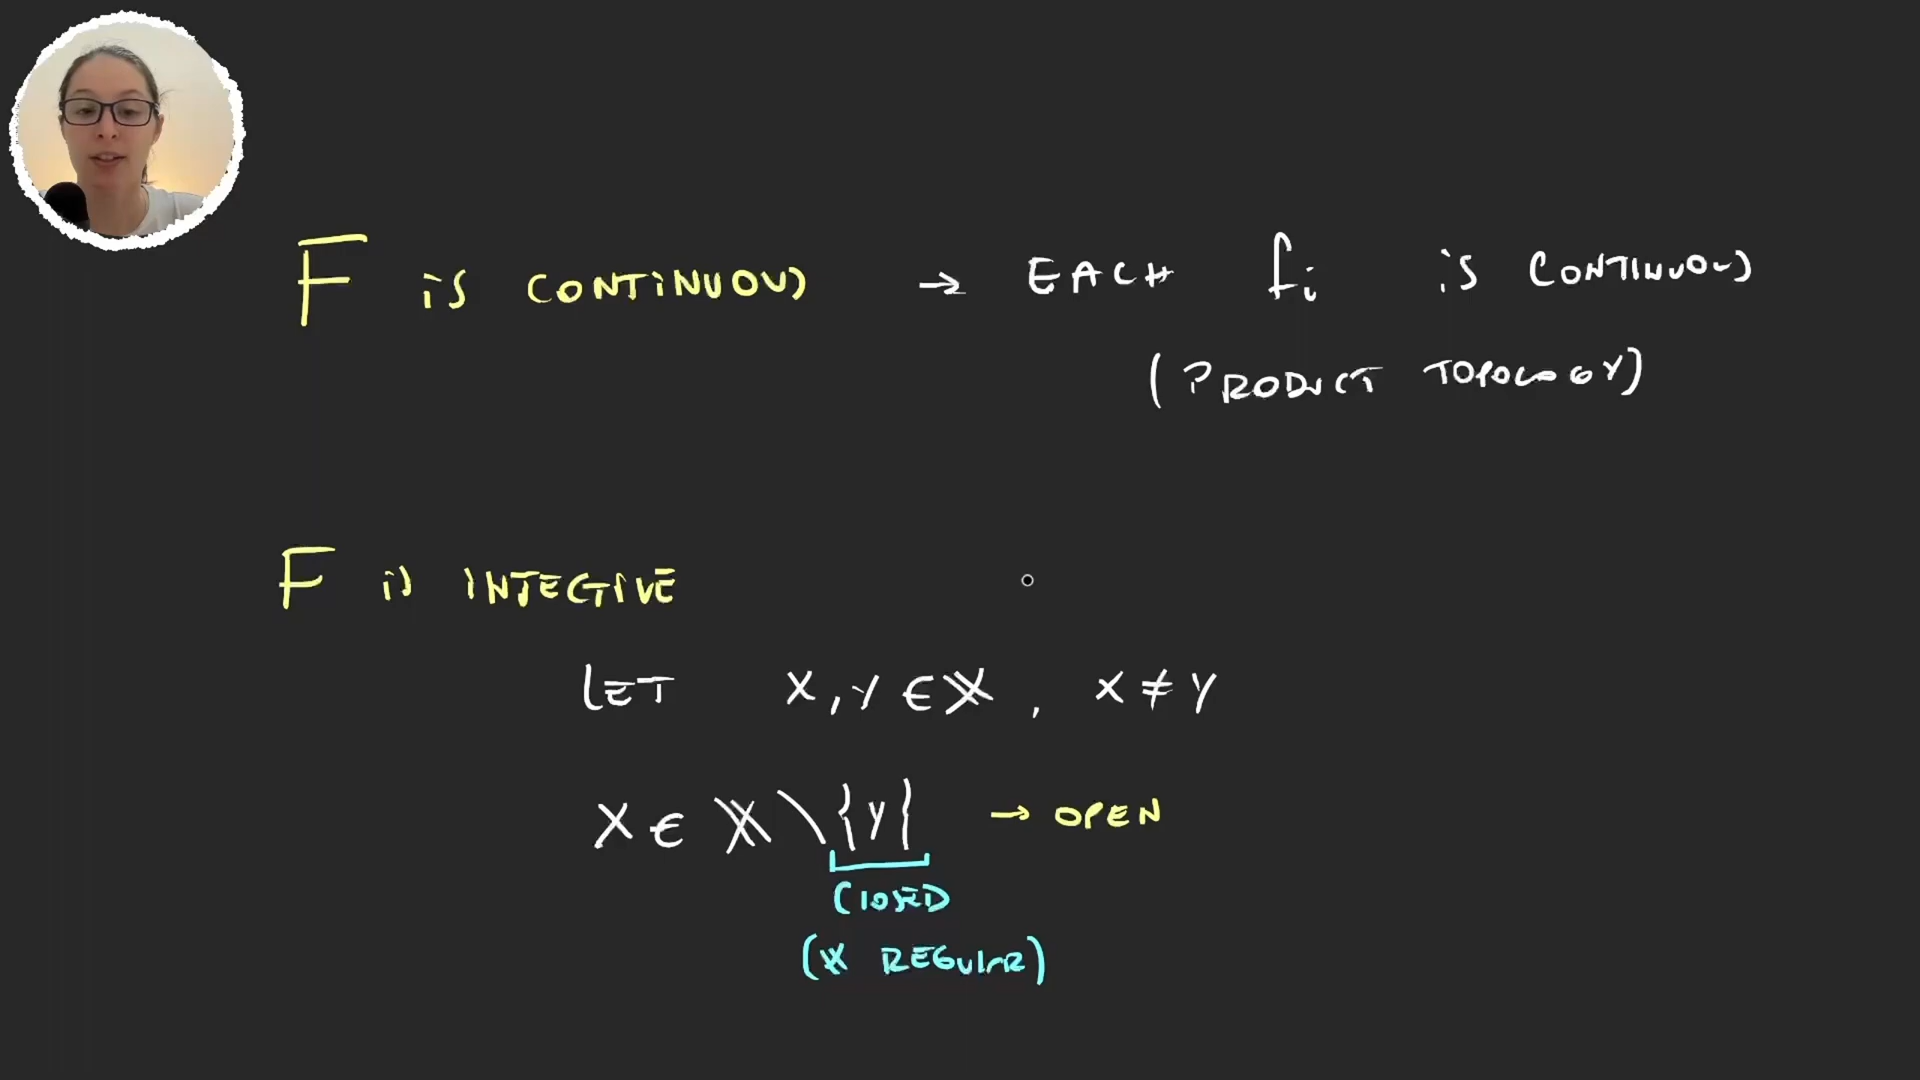 F is CONTINUOUS → EACH fi is CONTINUOUS
(PRODUCT TOPOLOGY)
F is INJECTIVE
LET x, y ∈ 𝕏, x ≠ y
x ∈ 𝕏 \ {y} → OPEN
CLOSED
(𝕏 REGULAR)